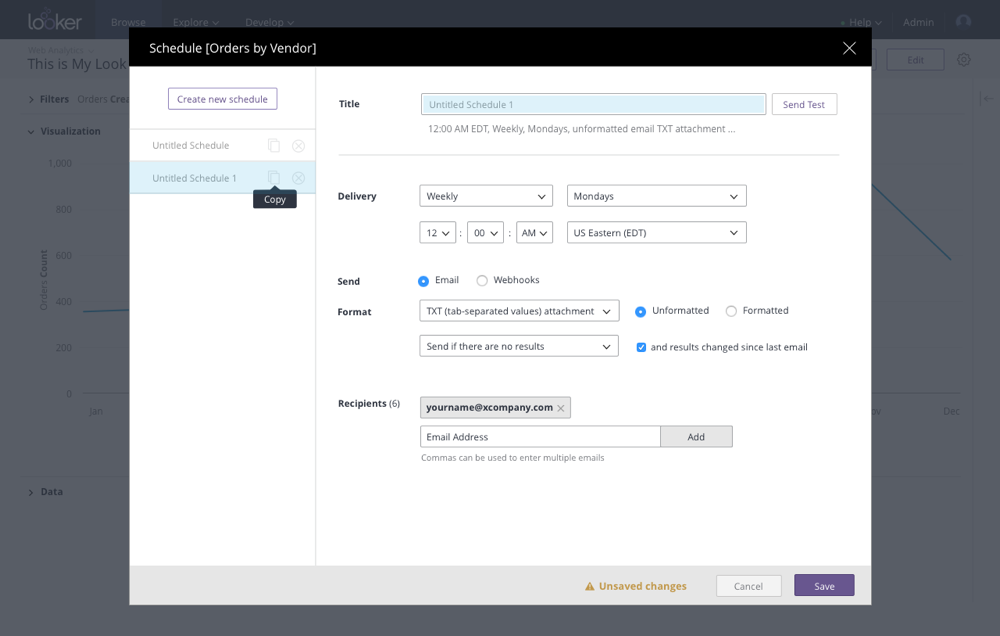 looker Browse Explore Develop + Help Admin
Schedule [Orders by Vendor]
Web Analytics
This is My Look
Edit
Create new schedule
Filters Orders Crea
Title
Untitled Schedule 1
Send Test
12:00 AM EDT, Weekly, Mondays, unformatted email TXT attachment ...
Visualization
Untitled Schedule
Untitled Schedule 1
Copy
1,000
800
600
400
200
0
Orders Count
Jan
ov
Dec
Delivery
Weekly
Mondays
12 : 00 : AM
US Eastern (EDT)
Send
Email
Webhooks
Format
TXT (tab-separated values) attachment
Unformatted
Formatted
Send if there are no results
and results changed since last email
Recipients (6)
yourname@xcompany.com
Email Address
Add
Commas can be used to enter multiple emails
Data
Unsaved changes
Cancel
Save